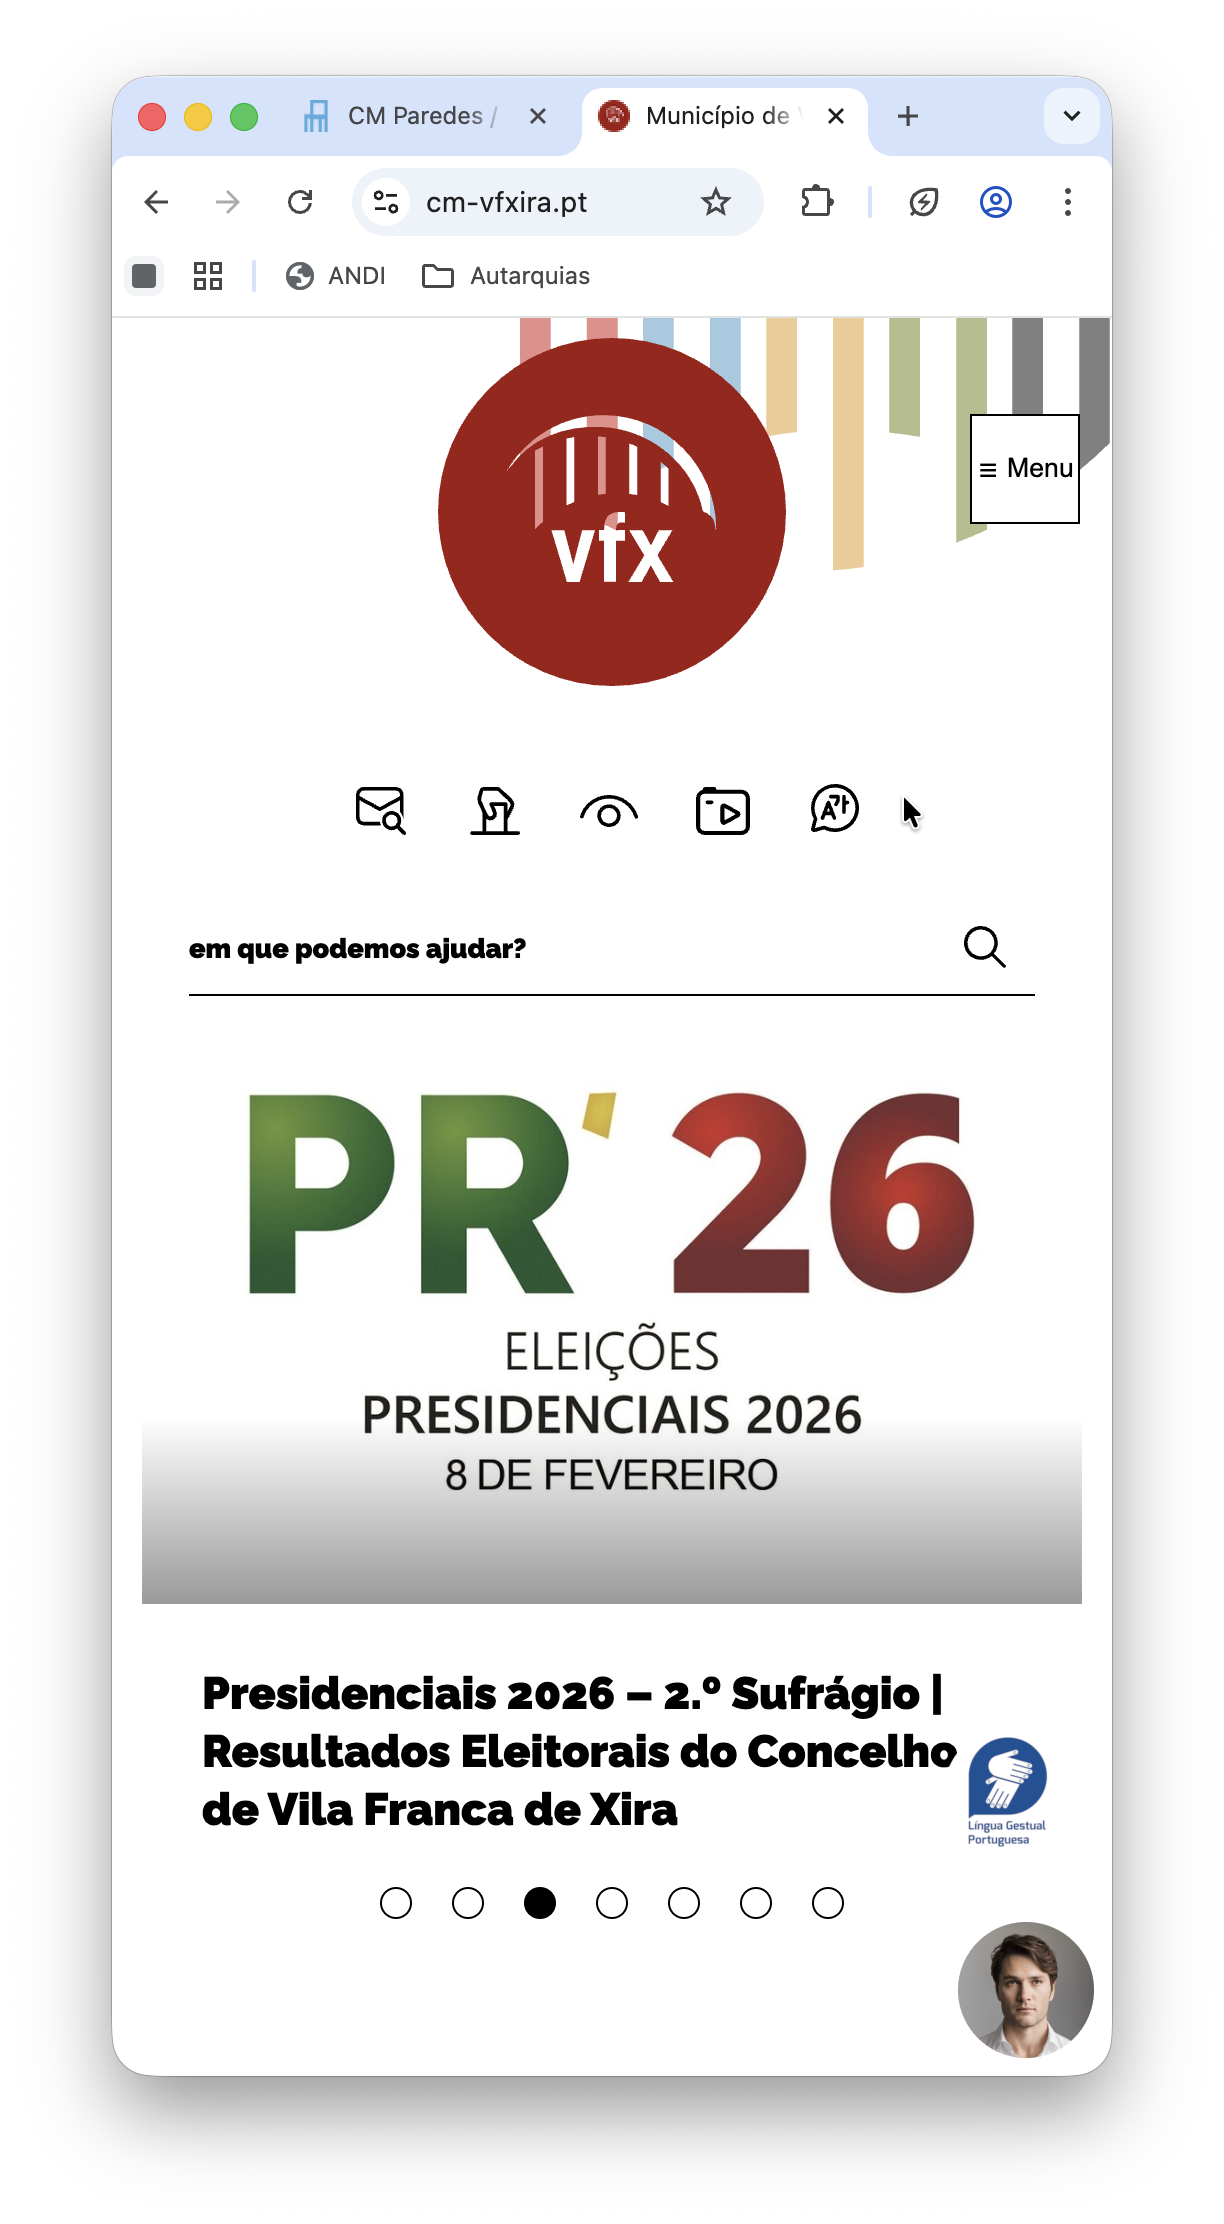 CM Paredes /
Município de
cm-vfxira.pt
ANDI
Autarquias
≡ Menu
vfx
em que podemos ajudar?
PR'26
ELEIÇÕES
PRESIDENCIAIS 2026
8 DE FEVEREIRO
Presidenciais 2026 – 2.º Sufrágio |
Resultados Eleitorais do Concelho
de Vila Franca de Xira
Língua Gestual
Portuguesa